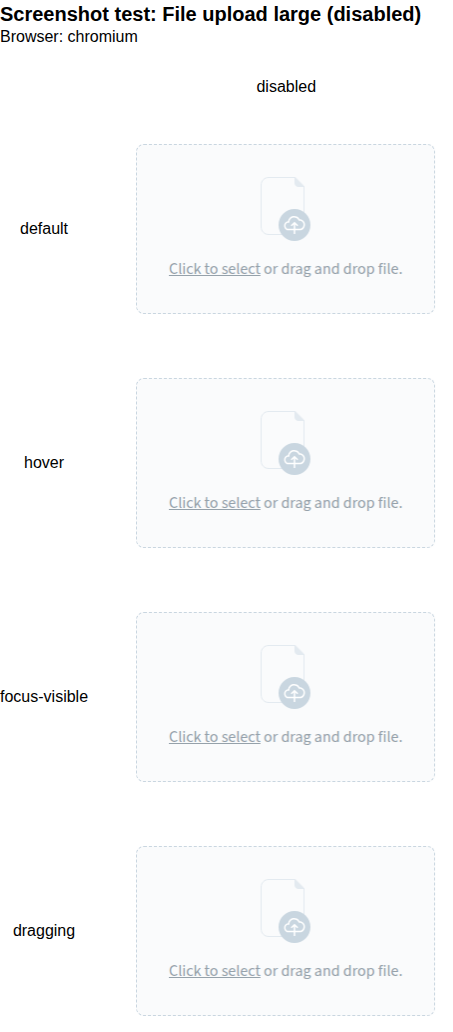 Screenshot test: File upload large (disabled)
Browser: chromium
disabled
default
Click to select or drag and drop file.
hover
Click to select or drag and drop file.
focus-visible
Click to select or drag and drop file.
dragging
Click to select or drag and drop file.